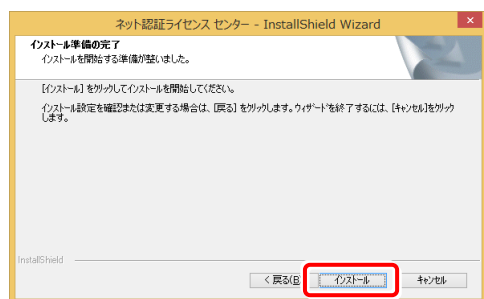 ネット認証ライセンス センター - InstallShield Wizard
インストール準備の完了
インストールを開始する準備が整いました。
[インストール] をクリックしてインストールを開始してください。
インストール設定を確認または変更する場合は、[戻る] をクリックします。ウィザードを終了するには、[キャンセル]をクリック
します。
InstallShield
< 戻る(B
インストール
キャンセル